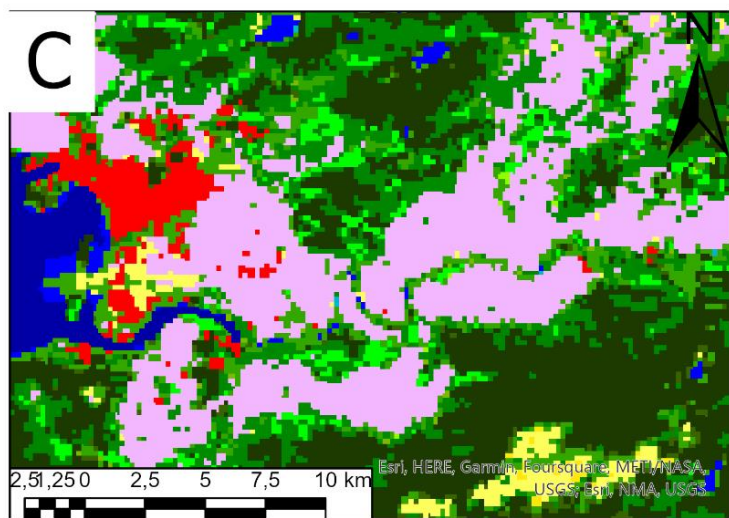 C
N
Esri, HERE, Garmin, Foursquare, METI/NASA,
USGS; Esri, NMA, USGS
2,51,25 0 2,5 5 7,5 10 km